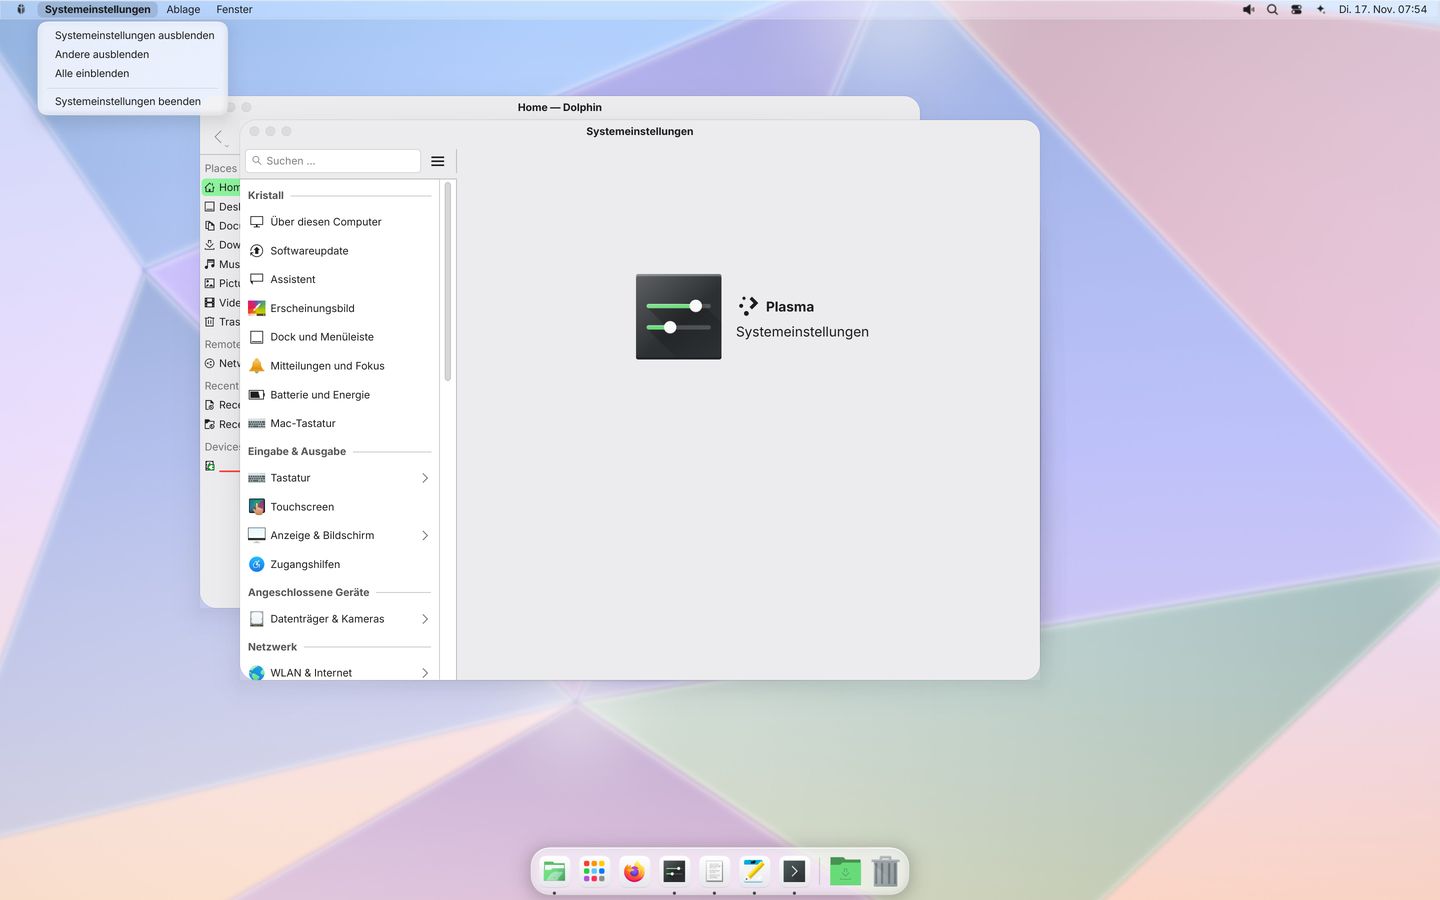 Systemeinstellungen Ablage Fenster Di. 17. Nov. 07:54
Systemeinstellungen ausblenden
Andere ausblenden
Alle einblenden
Systemeinstellungen beenden
Home — Dolphin
Places
Remote
Recent
Systemeinstellungen
Suchen ...
Kristall
Über diesen Computer
Softwareupdate
Assistent
Erscheinungsbild
Dock und Menüleiste
Mitteilungen und Fokus
Batterie und Energie
Mac-Tastatur
Eingabe & Ausgabe
Tastatur
Touchscreen
Anzeige & Bildschirm
Zugangshilfen
Angeschlossene Geräte
Datenträger & Kameras
Netzwerk
WLAN & Internet
Plasma
Systemeinstellungen